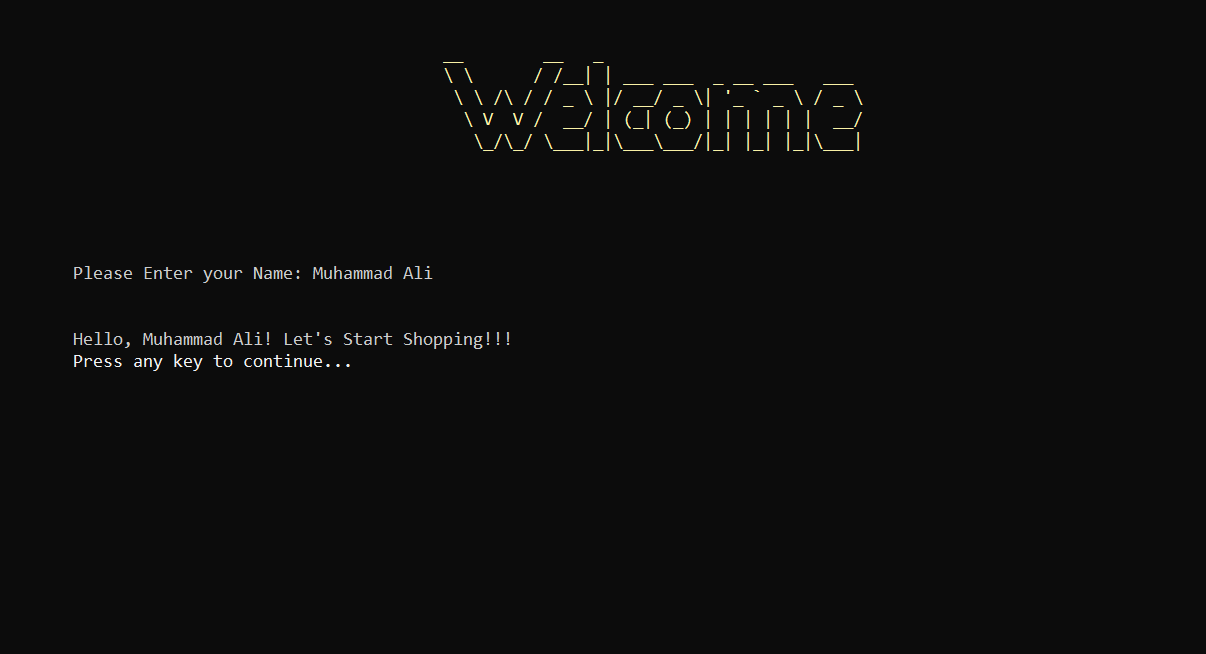 Welcome
Please Enter your Name: Muhammad Ali
Hello, Muhammad Ali! Let's Start Shopping!!!
Press any key to continue...